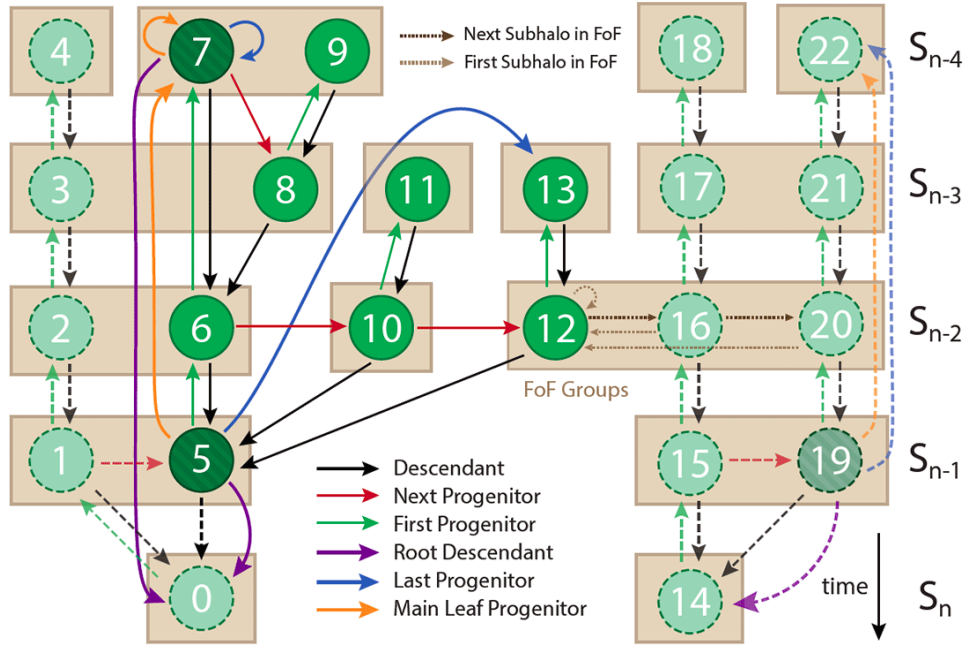 4
7
9
Next Subhalo in FoF
First Subhalo in FoF
18
22
Sn-4
3
8
11
13
17
21
Sn-3
2
6
10
12
16
20
Sn-2
FoF Groups
1
5
15
19
Sn-1
Descendant
Next Progenitor
First Progenitor
Root Descendant
Last Progenitor
Main Leaf Progenitor
0
14
time
Sn